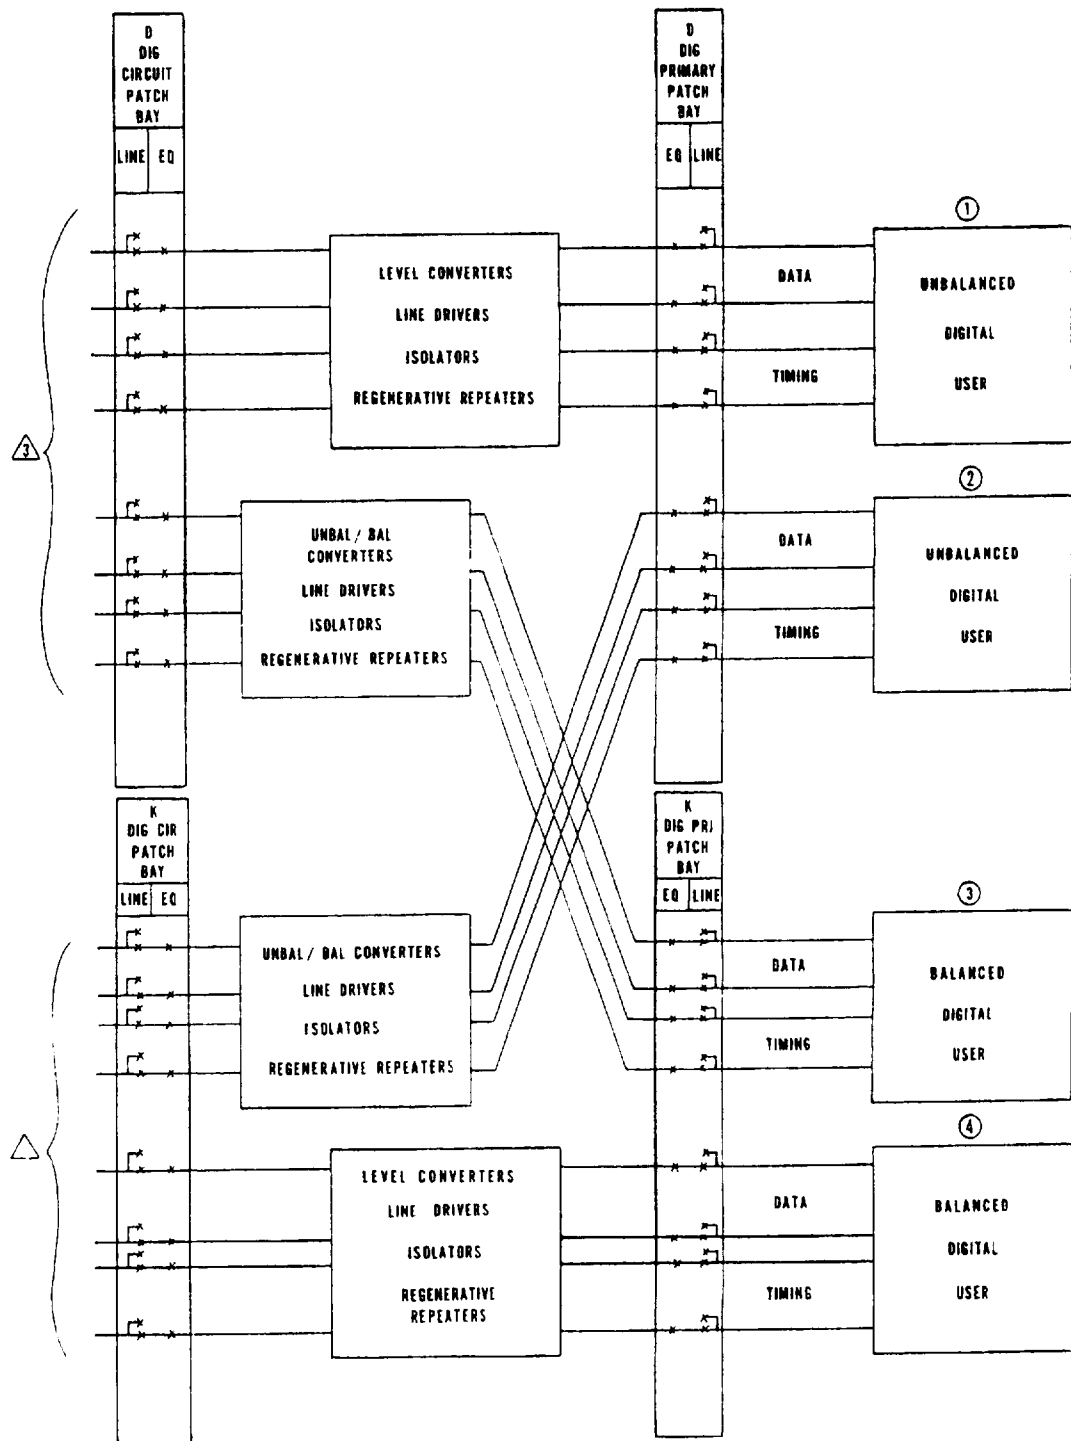 D
DIG
CIRCUIT
PATCH
BAY
LINE EQ
D
DIG
PRIMARY
PATCH
BAY
EQ LINE
3
LEVEL CONVERTERS
LINE DRIVERS
ISOLATORS
REGENERATIVE REPEATERS
DATA
TIMING
1
UNBALANCED
DIGITAL
USER
UNBAL/ BAL
CONVERTERS
LINE DRIVERS
ISOLATORS
REGENERATIVE REPEATERS
DATA
TIMING
2
UNBALANCED
DIGITAL
USER
K
DIG CIR
PATCH
BAY
LINE EQ
K
DIG PRI
PATCH
BAY
EQ LINE
UNBAL/ BAL CONVERTERS
LINE DRIVERS
ISOLATORS
REGENERATIVE REPEATERS
DATA
TIMING
3
BALANCED
DIGITAL
USER
LEVEL CONVERTERS
LINE DRIVERS
ISOLATORS
REGENERATIVE
REPEATERS
DATA
TIMING
4
BALANCED
DIGITAL
USER